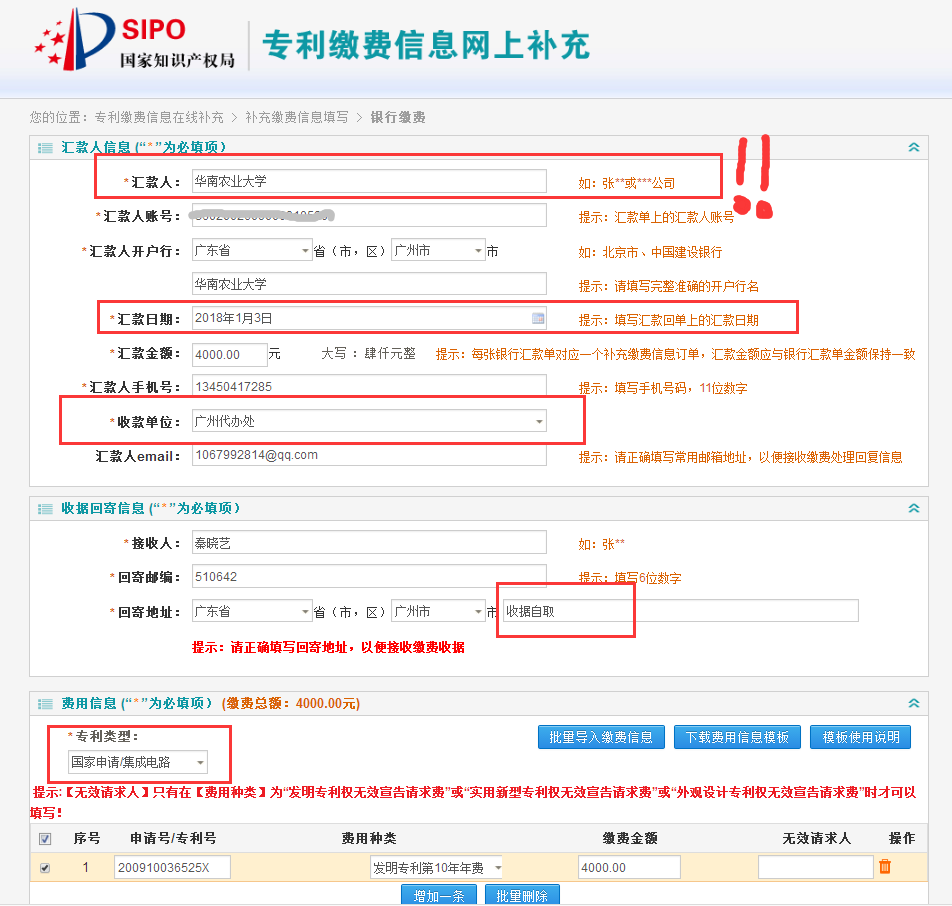 SIPO
国家知识产权局
专利缴费信息网上补充
您的位置：专利缴费信息在线补充 > 补充缴费信息填写 > 银行缴费
汇款人信息 (“*”为必填项)
*汇款人： 华南农业大学 如：张**或***公司
*汇款人账号： 提示：汇款单上的汇款人账号
*汇款人开户行： 广东省 省（市，区） 广州市 市 如：北京市、中国建设银行
华南农业大学 提示：请填写完整准确的开户行名
*汇款日期： 2018年1月3日 提示：填写汇款回单上的汇款日期
*汇款金额： 4000.00 元 大写 ：肆仟元整 提示：每张银行汇款单对应一个补充缴费信息订单，汇款金额应与银行汇款单金额保持一致
*汇款人手机号： 13450417285 提示：填写手机号码，11位数字
*收款单位： 广州代办处
汇款人email： 1067992814@qq.com 提示：请正确填写常用邮箱地址，以便接收缴费处理回复信息
!!
收据回寄信息 (“*”为必填项)
*接收人： 秦晓艺 如：张**
*回寄邮编： 510642 提示：填写6位数字
*回寄地址： 广东省 省（市，区） 广州市 市 收据自取
提示：请正确填写回寄地址，以便接收缴费收据
费用信息 (“*”为必填项) (缴费总额：4000.00元)
*专利类型： 批量导入缴费信息 下载费用信息模板 模板使用说明
国家申请/集成电路
提示:【无效请求人】只有在【费用种类】为“发明专利权无效宣告请求费”或“实用新型专利权无效宣告请求费”或“外观设计专利权无效宣告请求费”时才可以
填写！
序号 申请号/专利号 费用种类 缴费金额 无效请求人 操作
1 200910036525X 发明专利第10年年费 4000.00
增加一条 批量删除